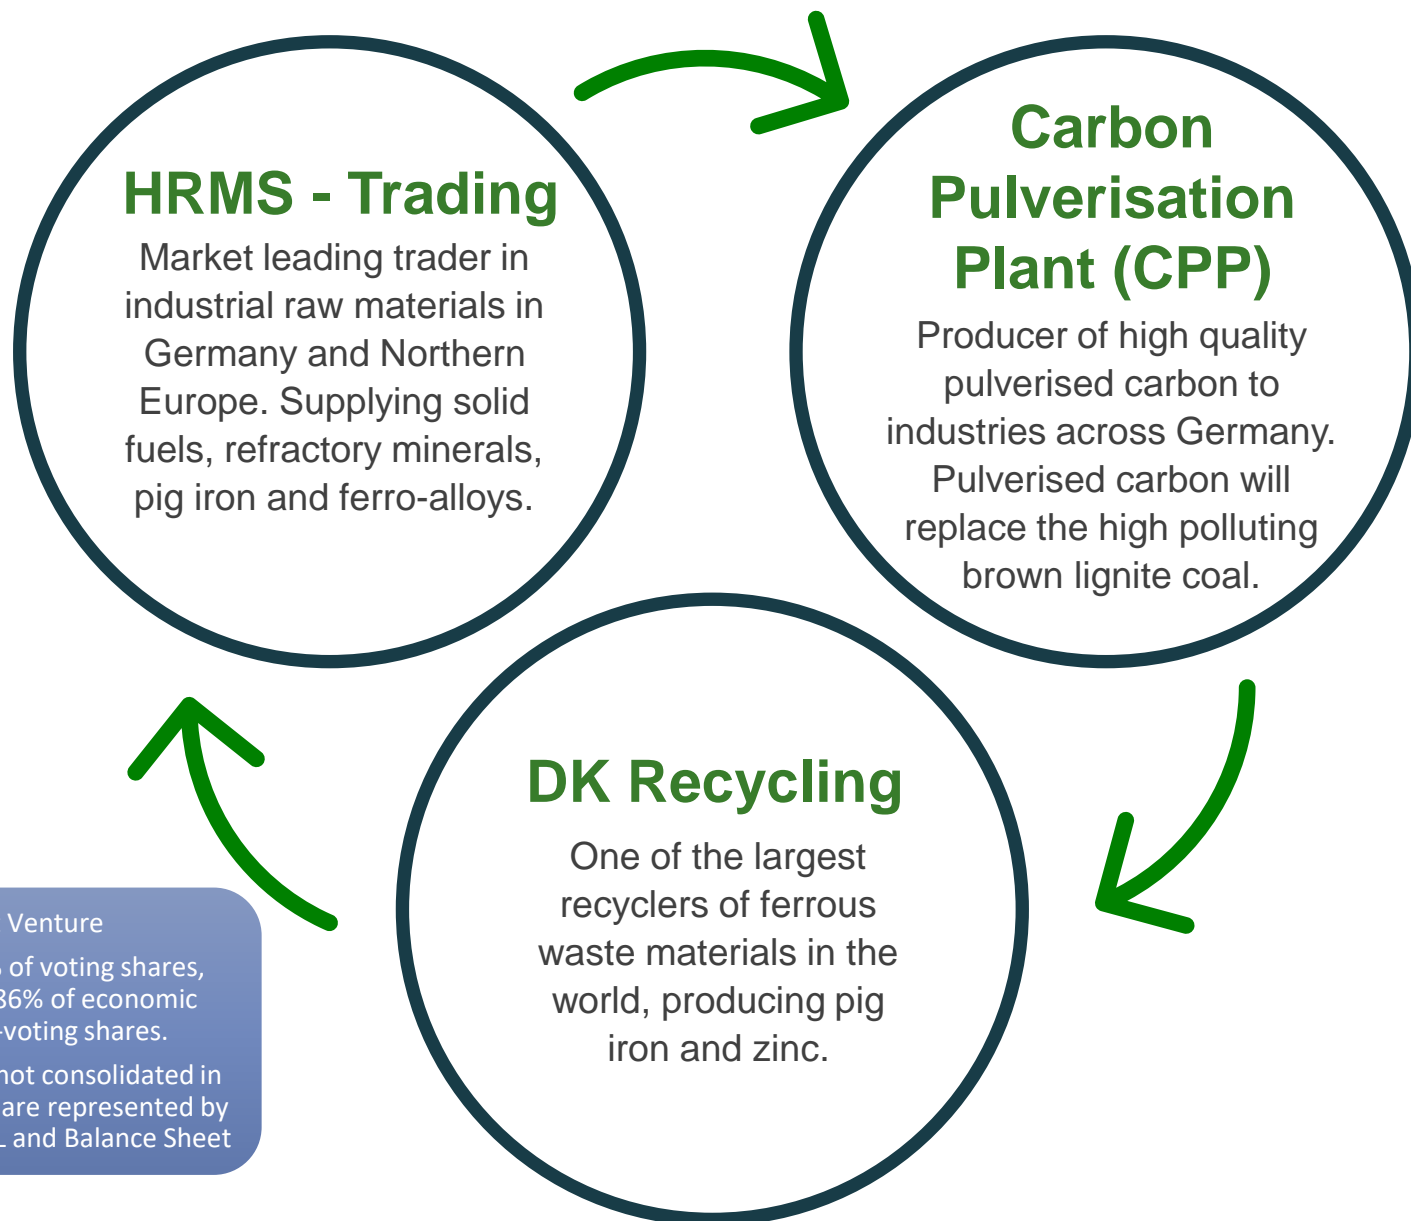 HRMS - Trading
Market leading trader in
industrial raw materials in
Germany and Northern
Europe. Supplying solid
fuels, refractory minerals,
pig iron and ferro-alloys.
Carbon
Pulverisation
Plant (CPP)
Producer of high quality
pulverised carbon to
industries across Germany.
Pulverised carbon will
replace the high polluting
brown lignite coal.
DK Recycling
One of the largest
recyclers of ferrous
waste materials in the
world, producing pig
iron and zinc.
Venture
of voting shares,
86% of economic
-voting shares.
not consolidated in
are represented by
and Balance Sheet